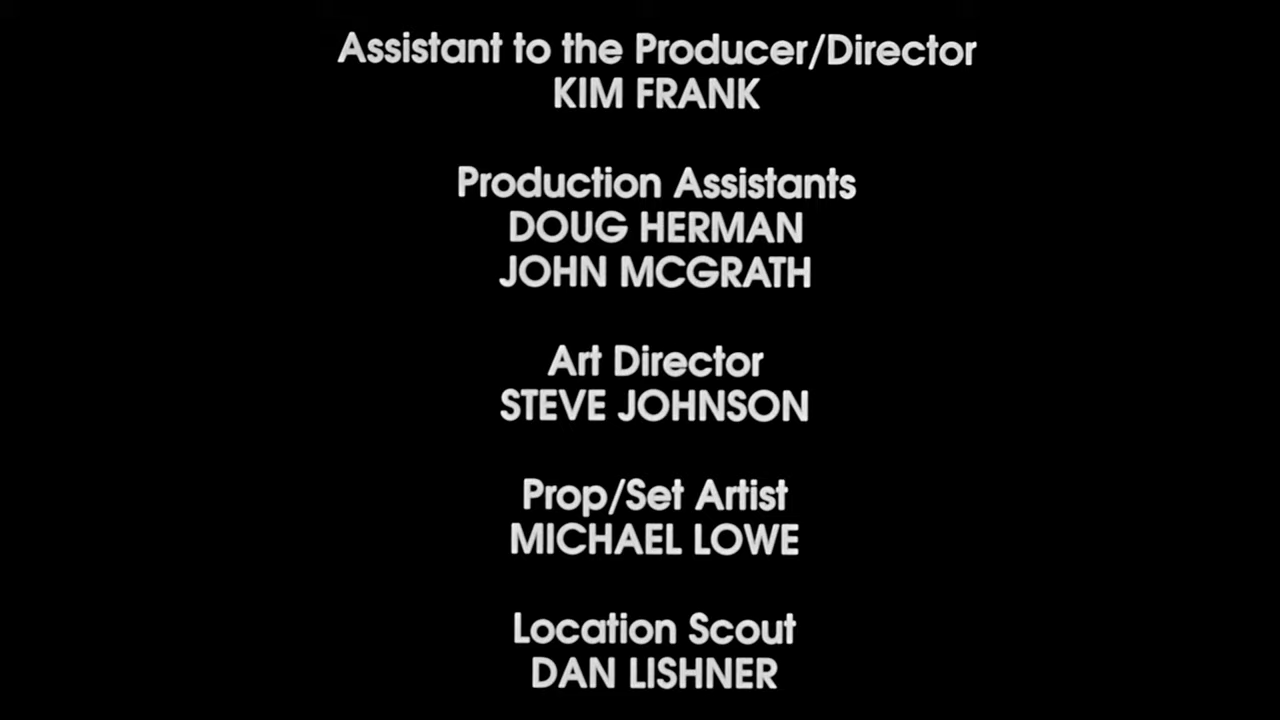 Assistant to the Producer/Director
KIM FRANK
Production Assistants
DOUG HERMAN
JOHN MCGRATH
Art Director
STEVE JOHNSON
Prop/Set Artist
MICHAEL LOWE
Location Scout
DAN LISHNER